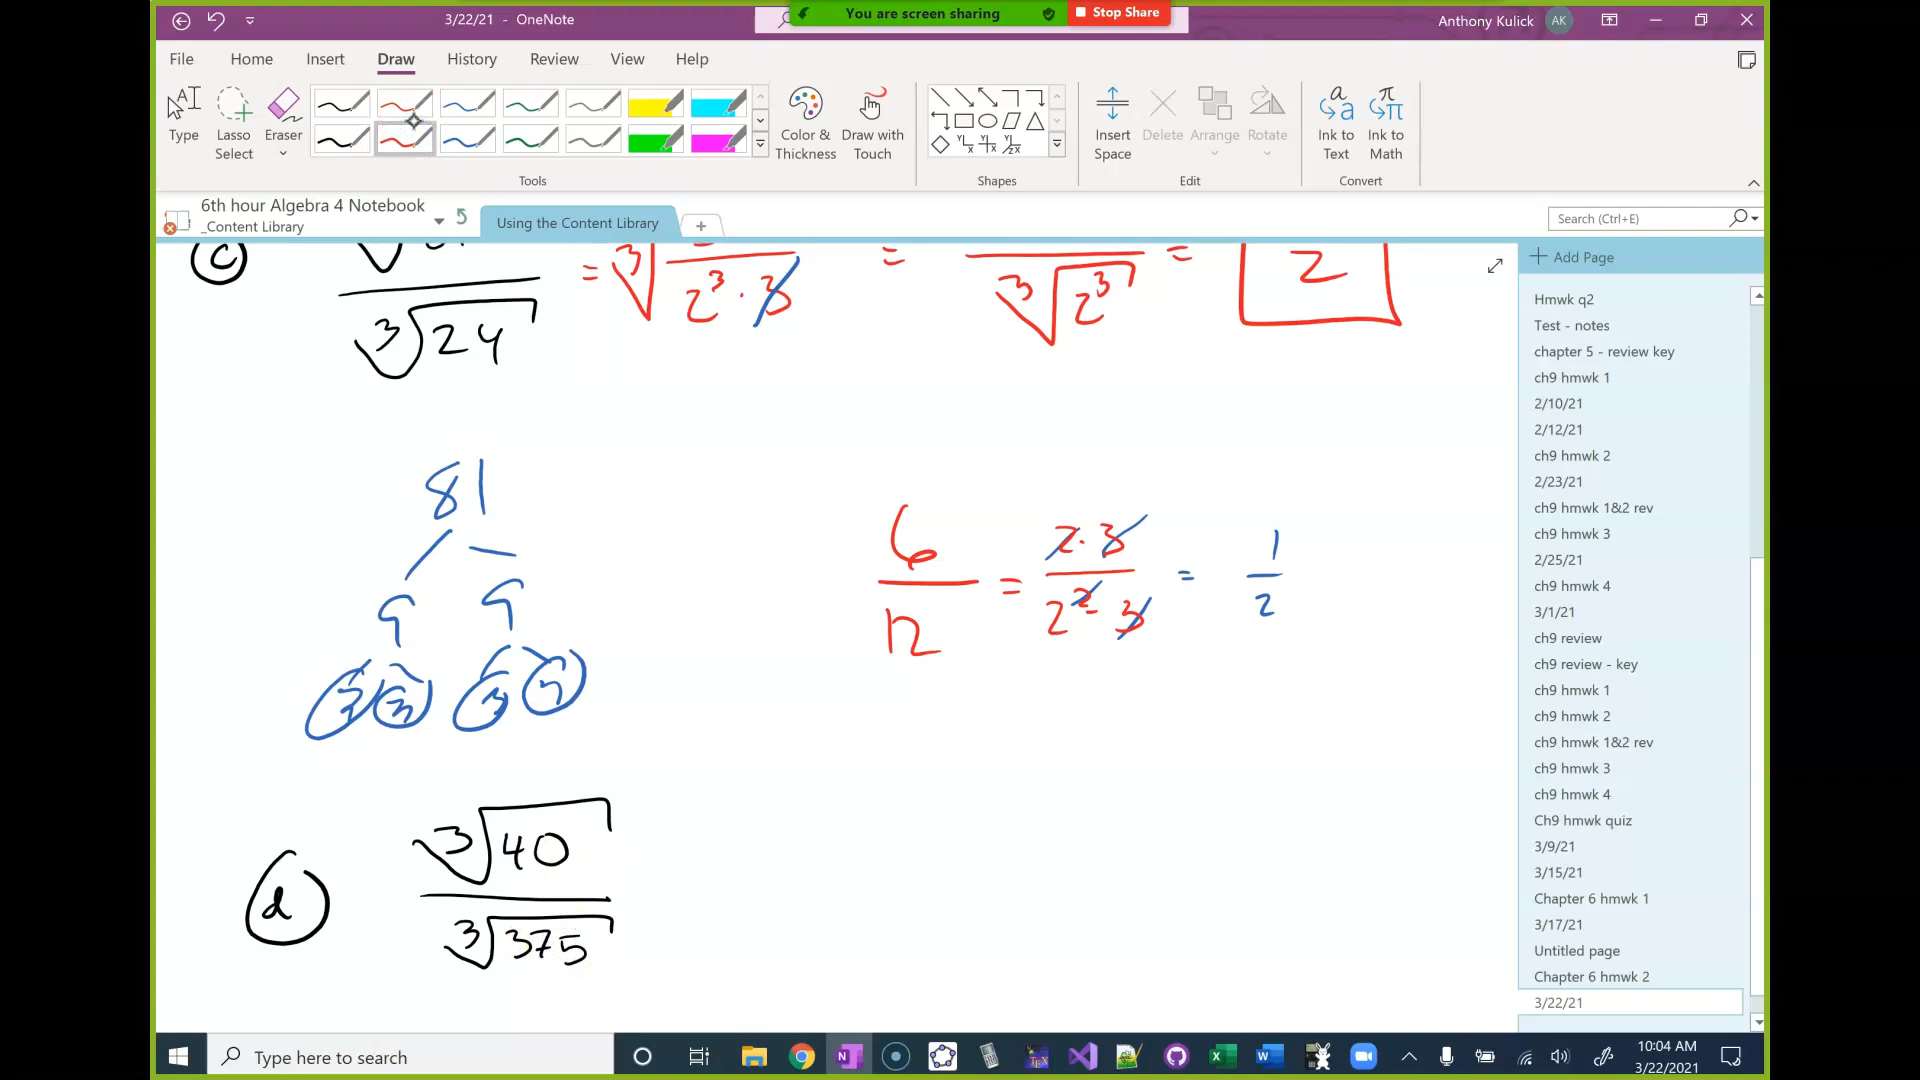 3/22/21 - OneNote
You are screen sharing
Stop Share
Anthony Kulick
AK
File Home Insert Draw History Review View Help
Type
Lasso Select
Eraser
Color & Thickness
Draw with Touch
Insert Space
Delete
Arrange
Rotate
Ink to Text
Ink to Math
Tools
Shapes
Edit
Convert
6th hour Algebra 4 Notebook
_Content Library
Using the Content Library
Search (Ctrl+E)
Add Page
Hmwk q2
Test - notes
chapter 5 - review key
ch9 hmwk 1
2/10/21
2/12/21
ch9 hmwk 2
2/23/21
ch9 hmwk 1&2 rev
ch9 hmwk 3
2/25/21
ch9 hmwk 4
3/1/21
ch9 review
ch9 review - key
ch9 hmwk 1
ch9 hmwk 2
ch9 hmwk 1&2 rev
ch9 hmwk 3
ch9 hmwk 4
Ch9 hmwk quiz
3/9/21
3/15/21
Chapter 6 hmwk 1
3/17/21
Untitled page
Chapter 6 hmwk 2
3/22/21
(c)
∛24
= ∛ 2³ · 3 = ∛2³ = 2
81
9 9
3 3 3 3
6/12 = 2·3/2² 3 = 1/2
(d) ∛40
∛375
Type here to search
10:04 AM
3/22/2021